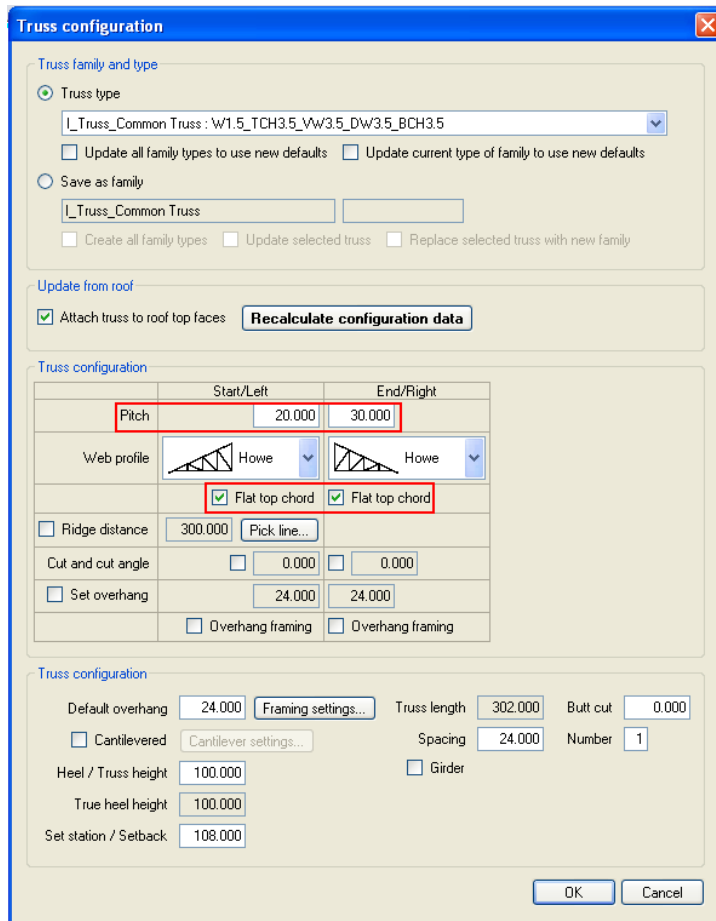 Truss configuration
Truss family and type
Truss type
I_Truss_Common Truss : W1.5_TCH3.5_VW3.5_DW3.5_BCH3.5
Update all family types to use new defaults Update current type of family to use new defaults
Save as family
I_Truss_Common Truss
Create all family types Update selected truss Replace selected truss with new family
Update from roof
Attach truss to roof top faces Recalculate configuration data
Truss configuration
Start/Left End/Right
Pitch 20.000 30.000
Web profile Howe Howe
Flat top chord Flat top chord
Ridge distance 300.000 Pick line...
Cut and cut angle 0.000 0.000
Set overhang 24.000 24.000
Overhang framing Overhang framing
Truss configuration
Default overhang 24.000 Framing settings... Truss length 302.000 Butt cut 0.000
Cantilevered Cantilever settings... Spacing 24.000 Number 1
Heel / Truss height 100.000 Girder
True heel height 100.000
Set station / Setback 108.000
OK Cancel